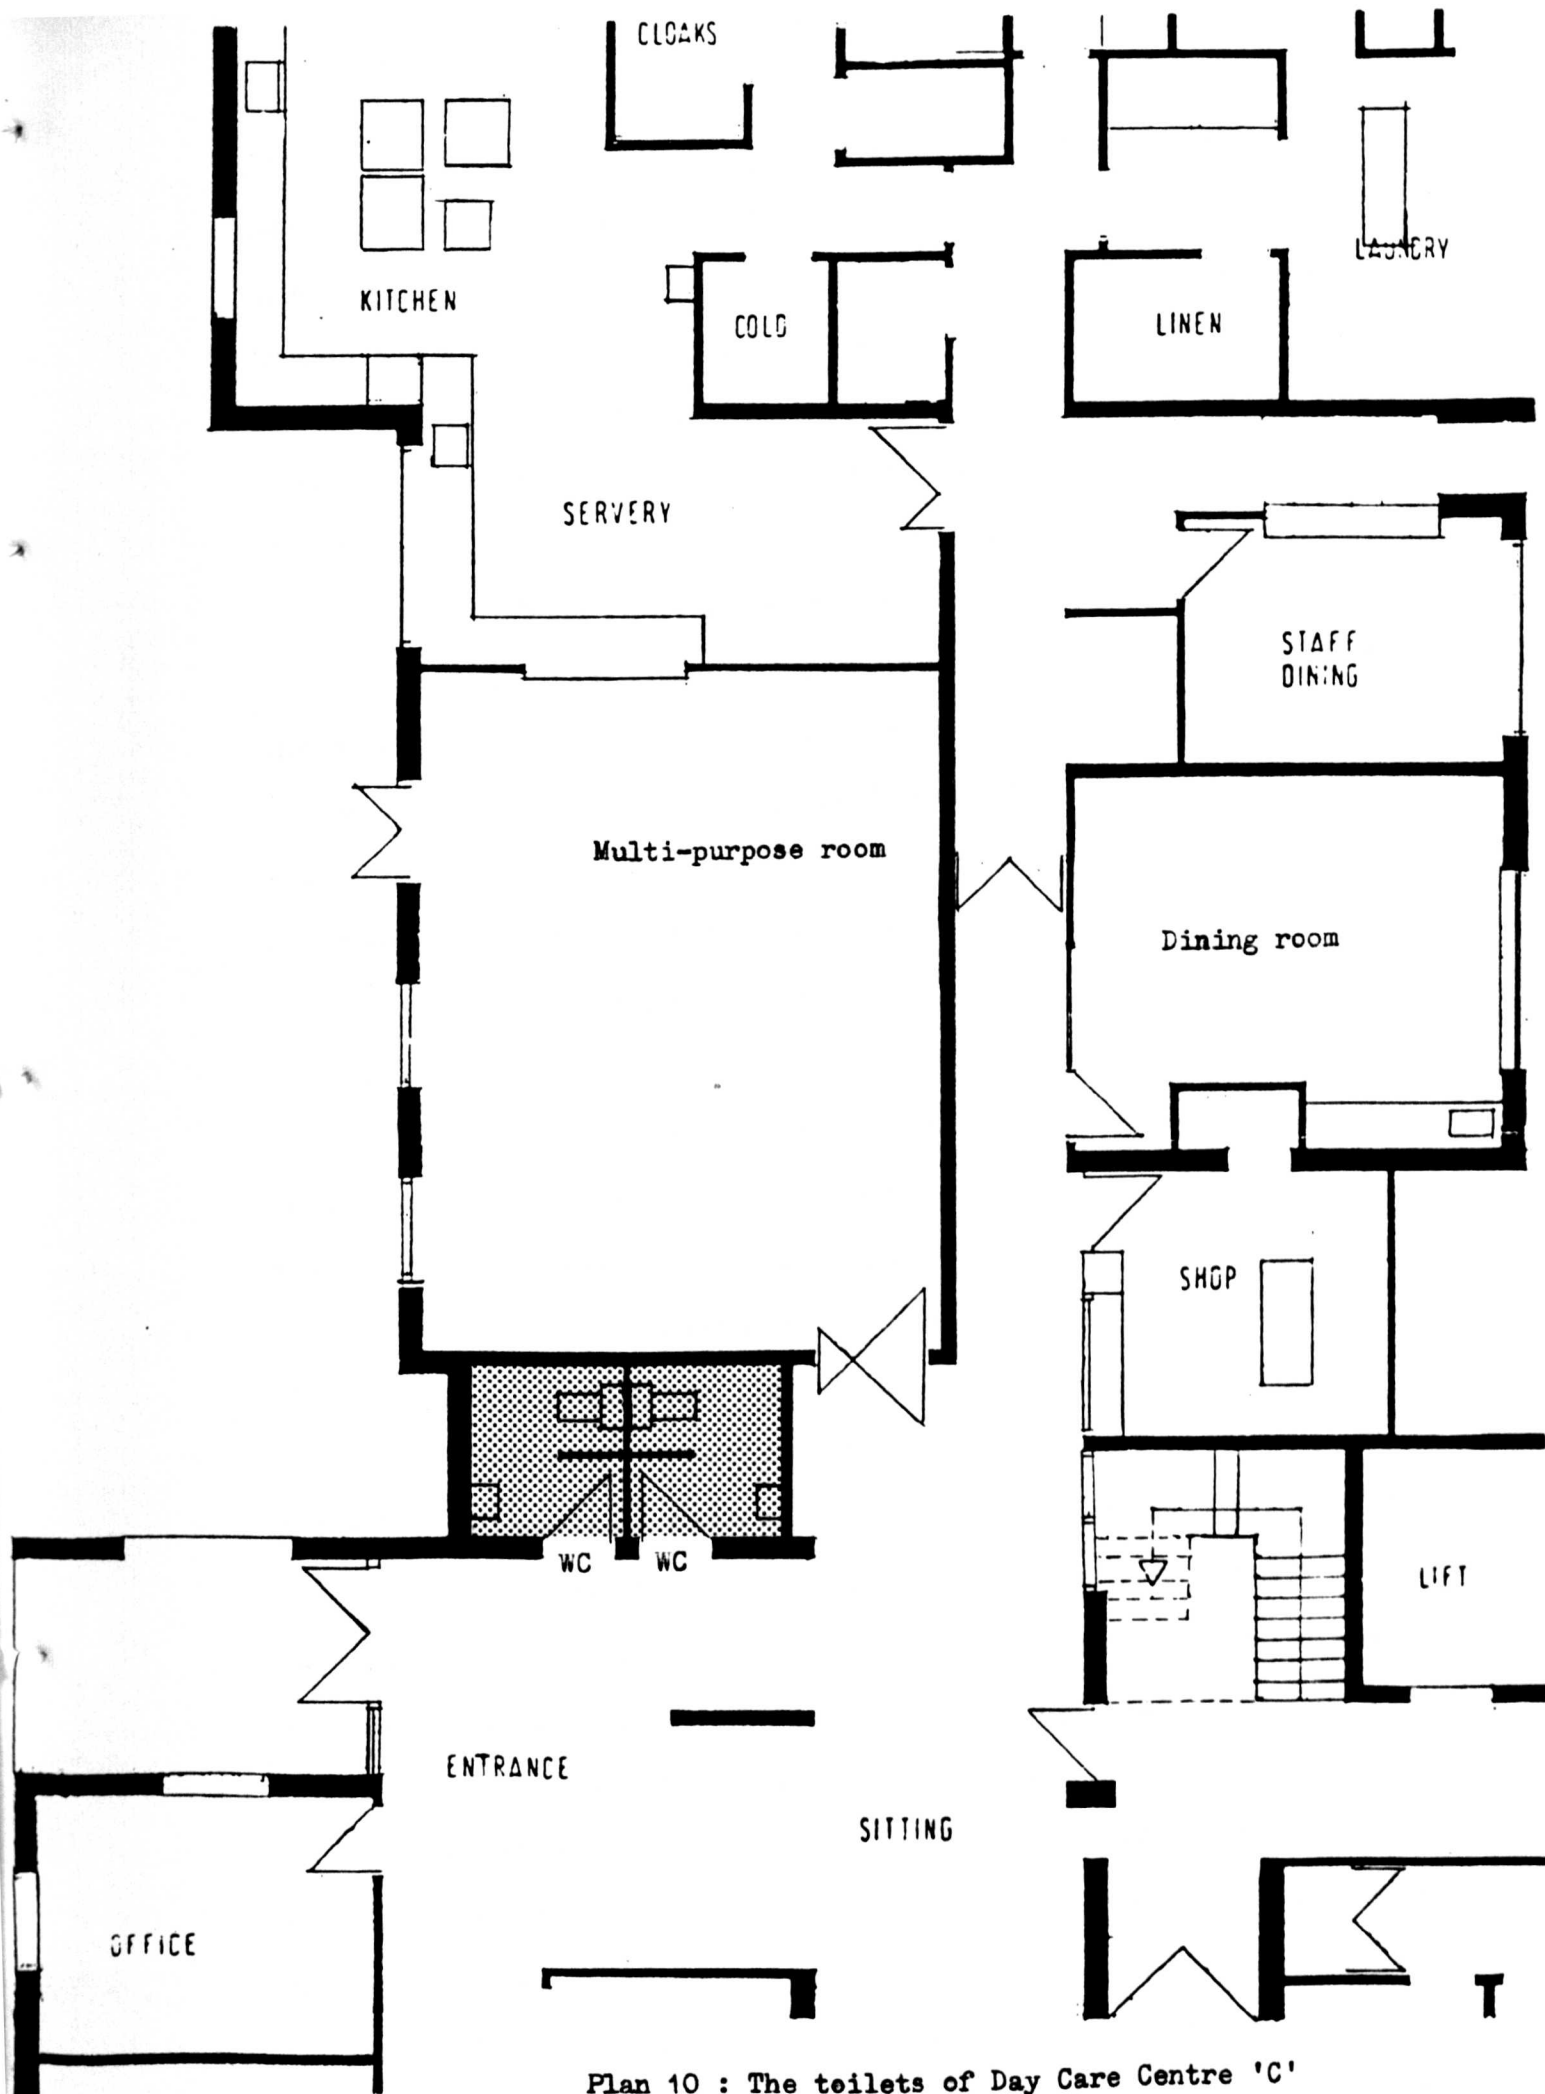 CLOAKS
LAUNDRY
KITCHEN
COLD
LINEN
SERVERY
STAFF
DINING
Multi-purpose room
Dining room
SHOP
WC
WC
LIFT
ENTRANCE
SITTING
OFFICE
Plan 10 : The toilets of Day Care Centre 'C'